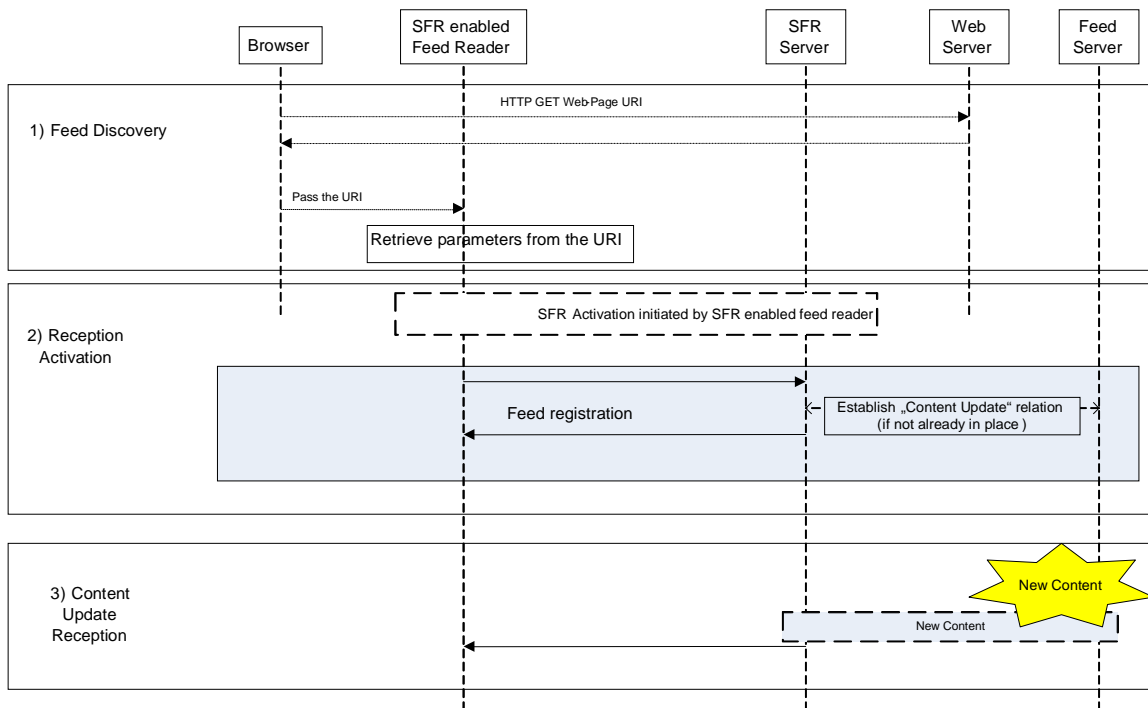 Browser
SFR enabled
Feed Reader
SFR
Server
Web
Server
Feed
Server
1) Feed Discovery
HTTP GET Web-Page URI
Pass the URI
Retrieve parameters from the URI
2) Reception
Activation
SFR Activation initiated by SFR enabled feed reader
Feed registration
Establish „Content Update“ relation
(if not already in place )
3) Content
Update
Reception
New Content
New Content